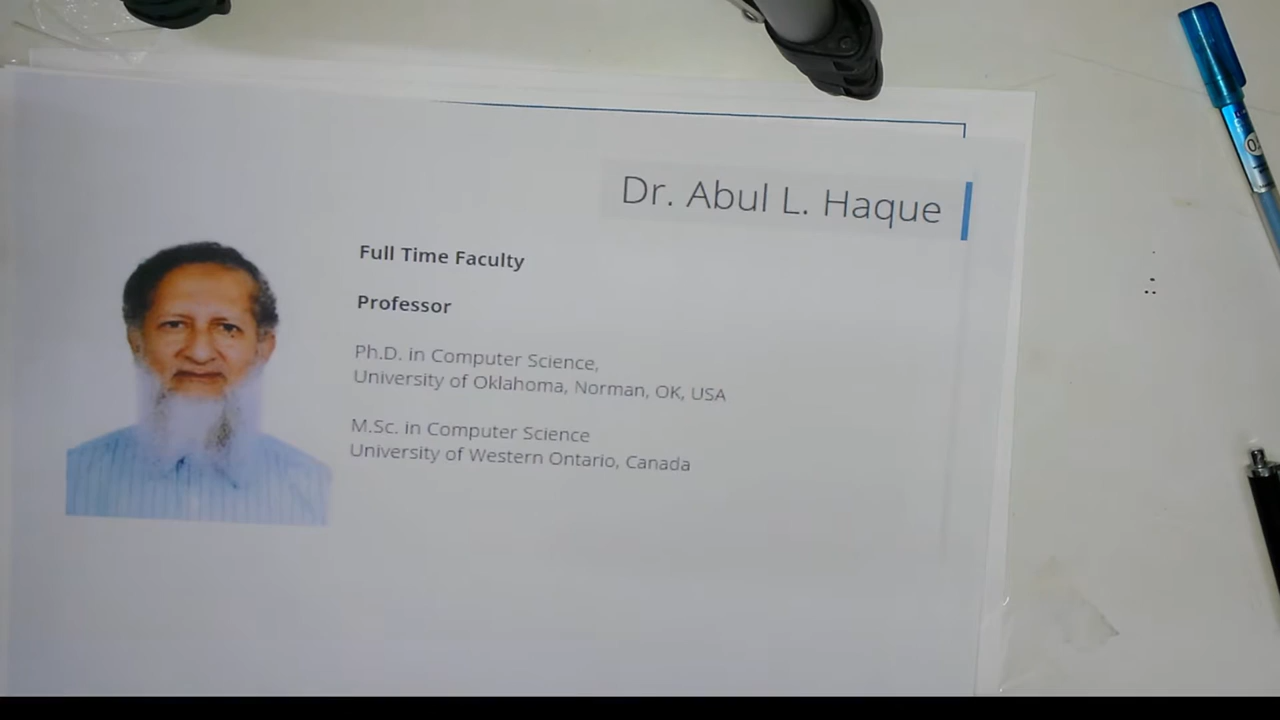 Dr. Abul L. Haque
Full Time Faculty
Professor
Ph.D. in Computer Science,
University of Oklahoma, Norman, OK, USA
M.Sc. in Computer Science
University of Western Ontario, Canada